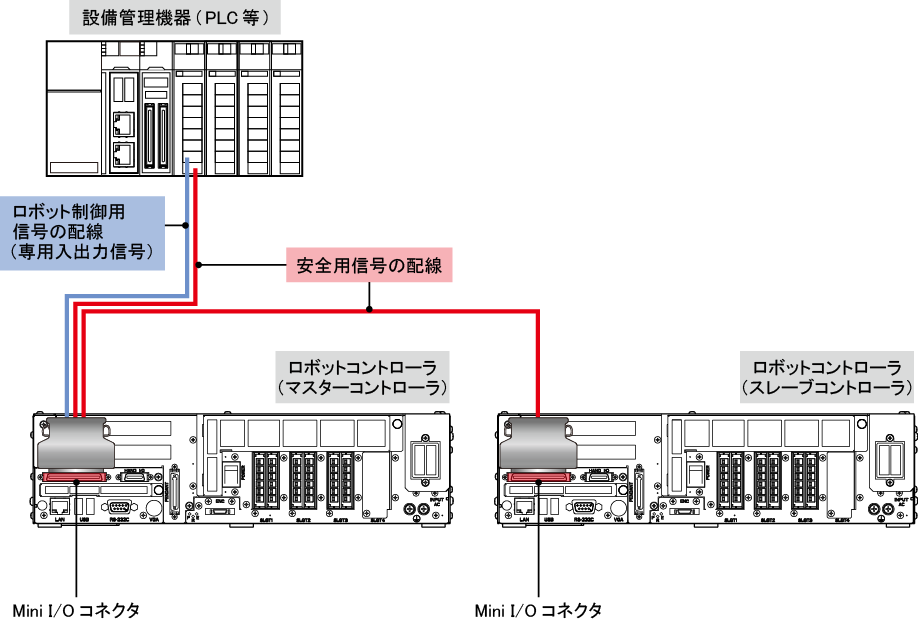 設備管理機器（PLC 等）
ロボット制御用
信号の配線
（専用入出力信号）
安全用信号の配線
ロボットコントローラ
（マスターコントローラ）
ロボットコントローラ
（スレーブコントローラ）
HAND I/O
POWER
LAN
USB
RS-232C
VGA
SLOT1
SLOT2
SLOT3
SLOT4
INPUT
AC
HAND I/O
POWER
LAN
USB
RS-232C
VGA
SLOT1
SLOT2
SLOT3
SLOT4
INPUT
AC
Mini I/O コネクタ
Mini I/O コネクタ